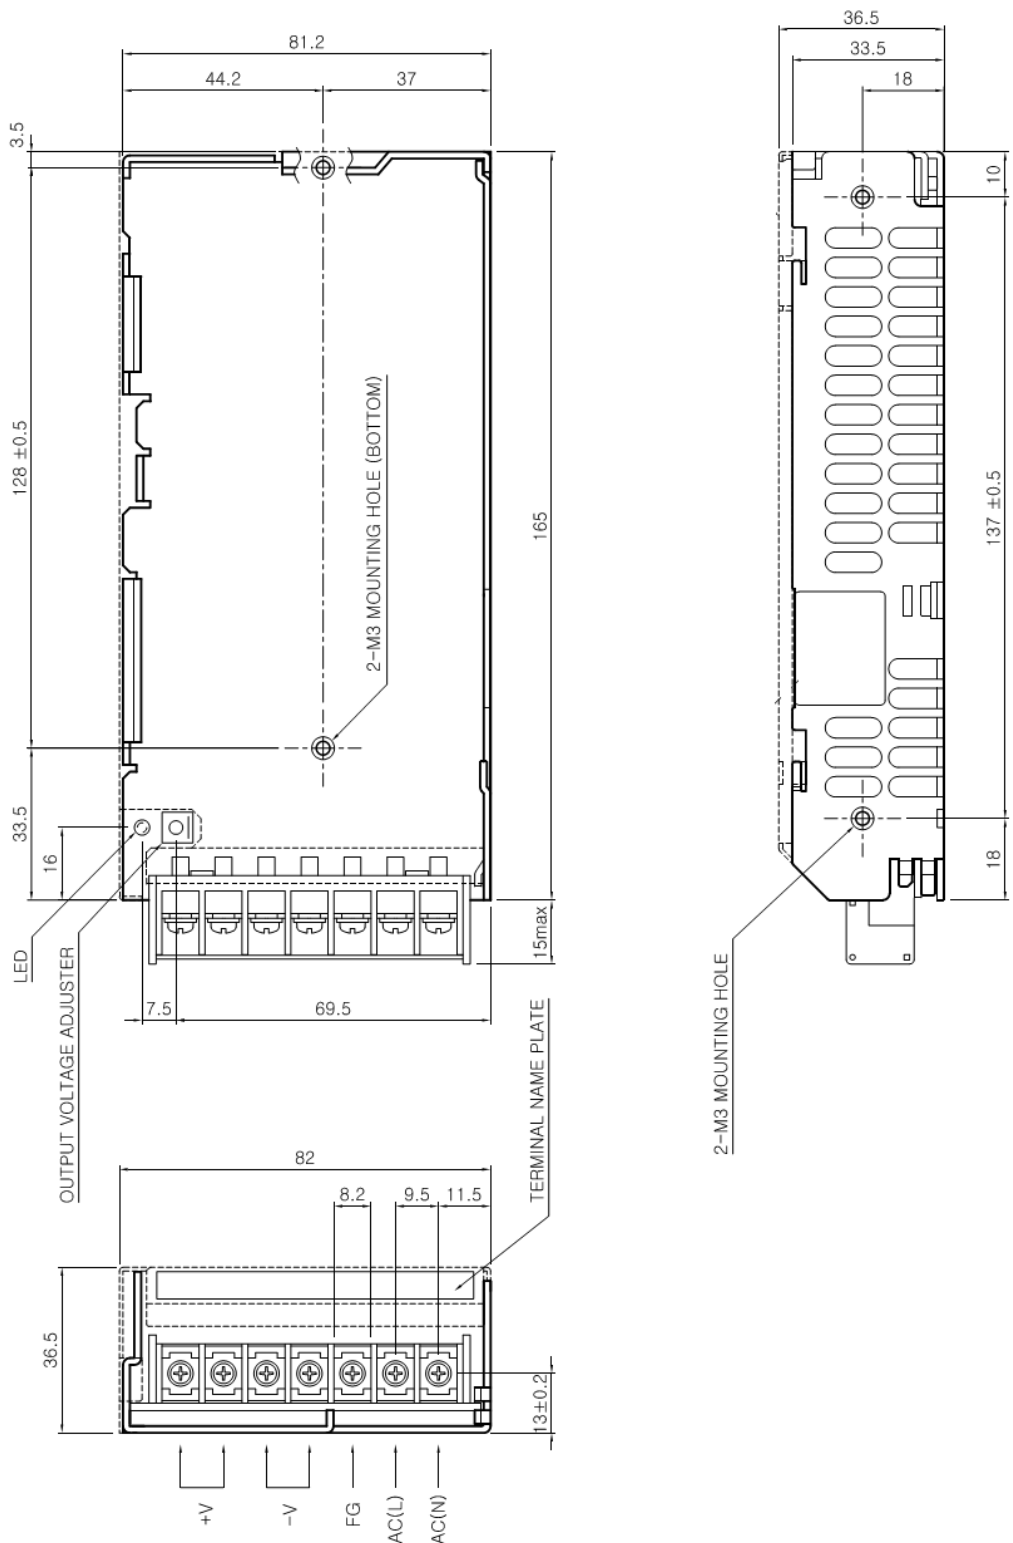 81.2
44.2
37
3.5
128 ±0.5
33.5
16
165
15max
2-M3 MOUNTING HOLE (BOTTOM)
LED
OUTPUT VOLTAGE ADJUSTER
7.5
69.5
36.5
33.5
18
10
137 ±0.5
18
2-M3 MOUNTING HOLE
82
8.2
9.5
11.5
TERMINAL NAME PLATE
36.5
13±0.2
+V
-V
FG
AC(L)
AC(N)